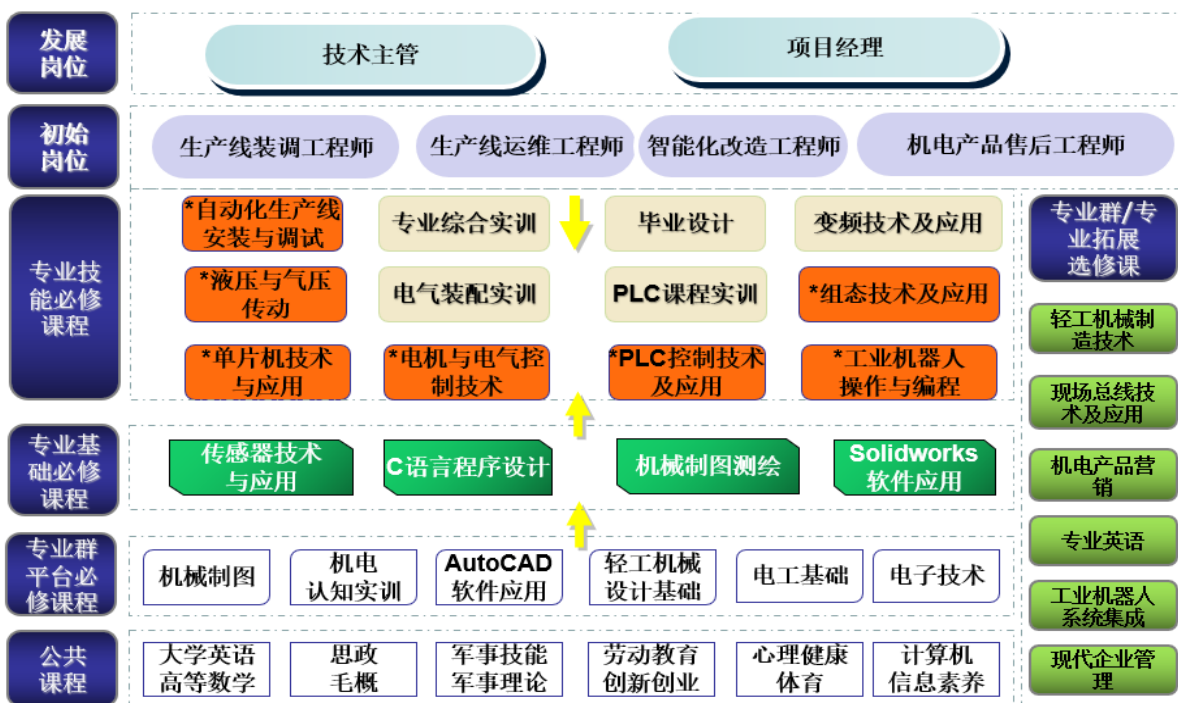 发展
岗位
技术主管
项目经理
初始
岗位
生产线装调工程师
生产线运维工程师
智能化改造工程师
机电产品售后工程师
专业技
能必修
课程
*自动化生产线
安装与调试
专业综合实训
毕业设计
变频技术及应用
*液压与气压
传动
电气装配实训
PLC课程实训
*组态技术及应用
*单片机技术
与应用
*电机与电气控
制技术
*PLC控制技术
及应用
*工业机器人
操作与编程
专业基
础必修
课程
传感器技术
与应用
C语言程序设计
机械制图测绘
Solidworks
软件应用
专业群
平台必
修课程
机械制图
机电
认知实训
AutoCAD
软件应用
轻工机械
设计基础
电工基础
电子技术
公共
课程
大学英语
高等数学
思政
毛概
军事技能
军事理论
劳动教育
创新创业
心理健康
体育
计算机
信息素养
专业群/专
业拓展
选修课
轻工机械制
造技术
现场总线技
术及应用
机电产品营
销
专业英语
工业机器人
系统集成
现代企业管
理